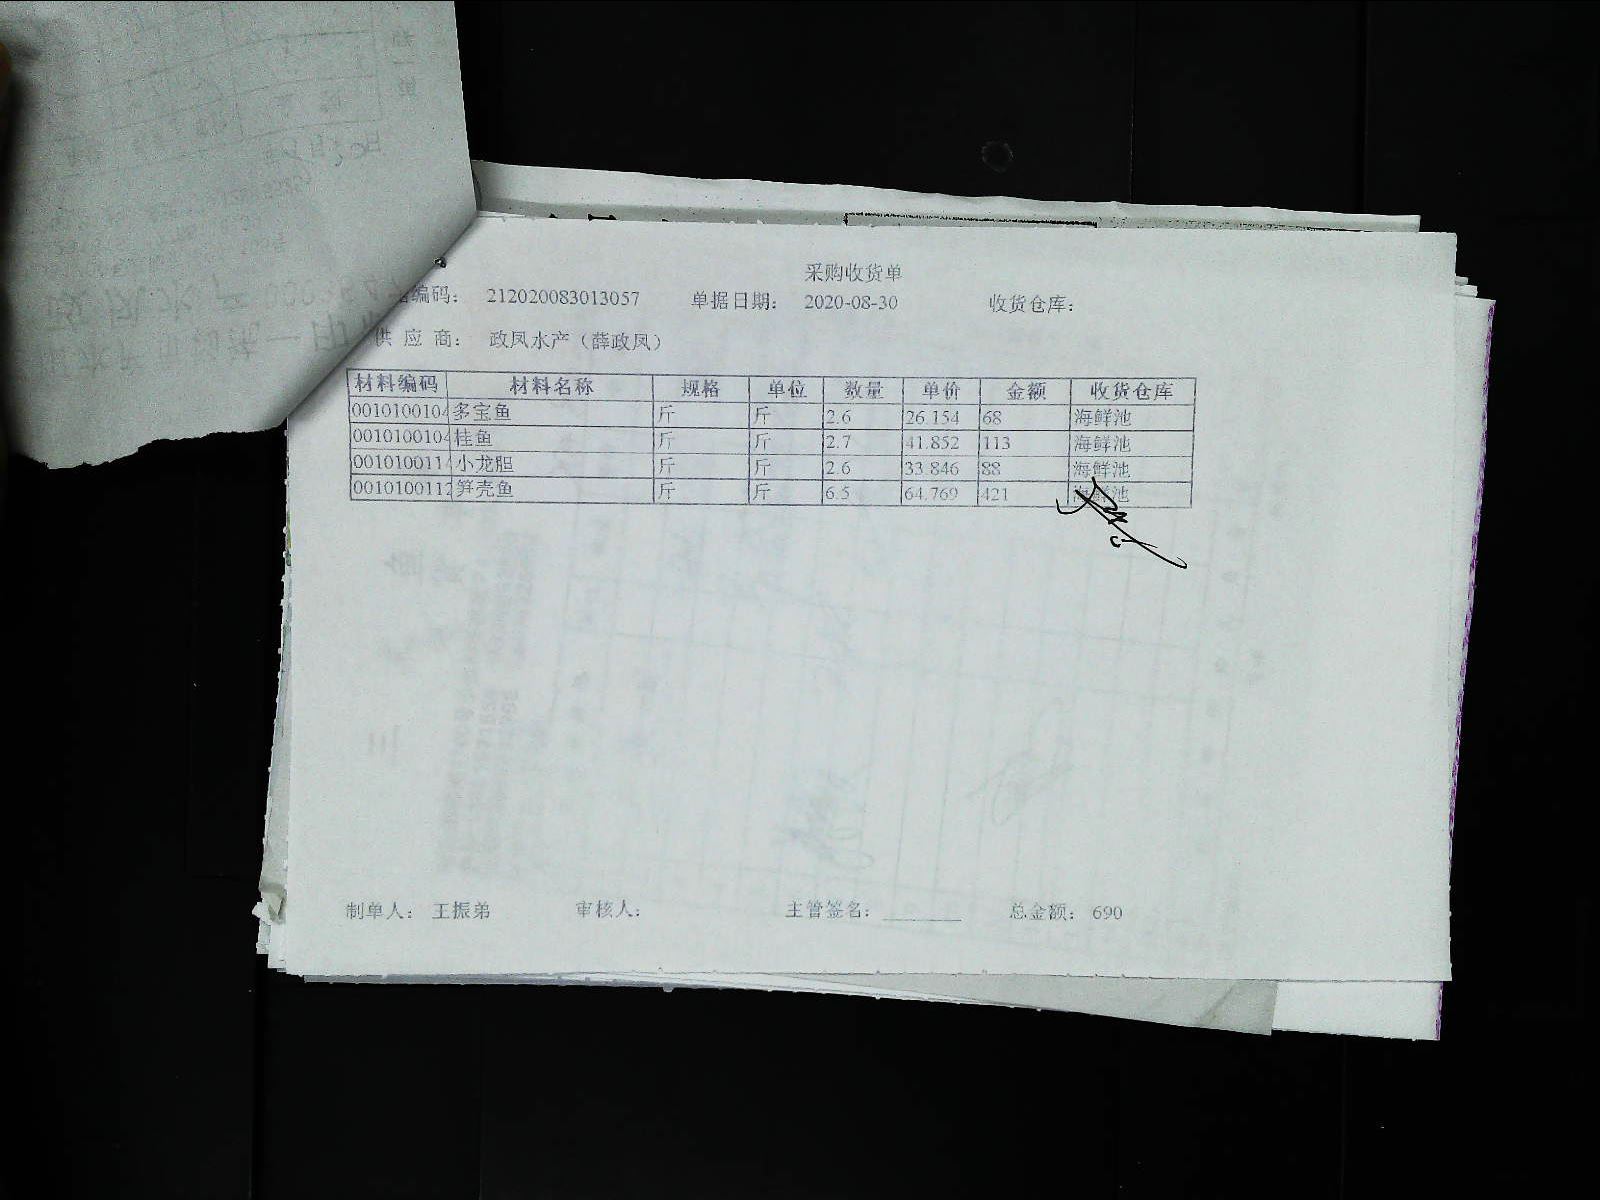 采购收货单
编码： 212020083013057 单据日期： 2020-08-30 收货仓库：
供 应 商： 政凤水产（薛政凤）
材料编码 材料名称 规格 单位 数量 单价 金额 收货仓库
0010100104 多宝鱼 斤 斤 2.6 26.154 68 海鲜池
0010100104 桂鱼 斤 斤 2.7 41.852 113 海鲜池
001010011 小龙胆 斤 斤 2.6 33.846 88 海鲜池
0010100112 笋壳鱼 斤 斤 6.5 64.769 421 海鲜池
制单人： 王振弟 审核人： 主管签名： 总金额： 690